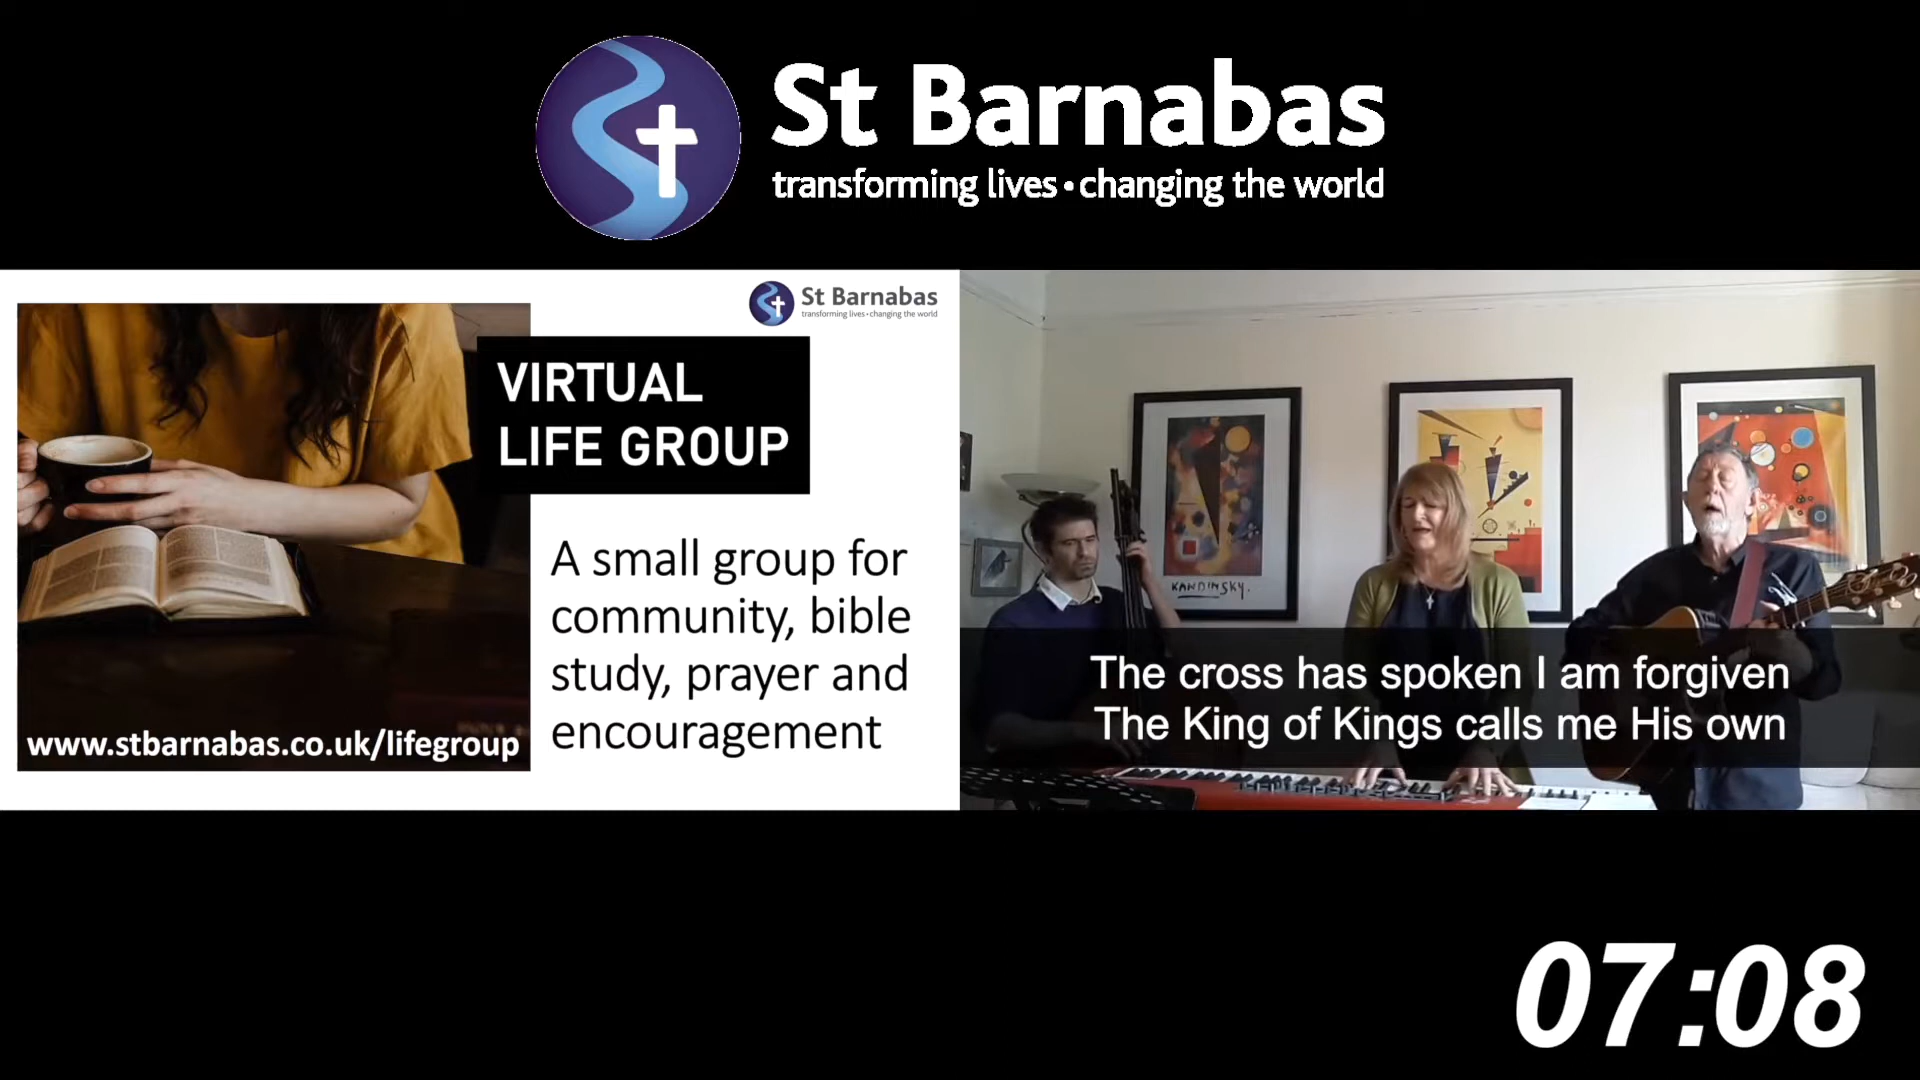 St Barnabas
transforming lives • changing the world
St Barnabas
transforming lives • changing the world
VIRTUAL
LIFE GROUP
A small group for
community, bible
study, prayer and
encouragement
www.stbarnabas.co.uk/lifegroup
KANDINSKY.
The cross has spoken I am forgiven
The King of Kings calls me His own
07:08